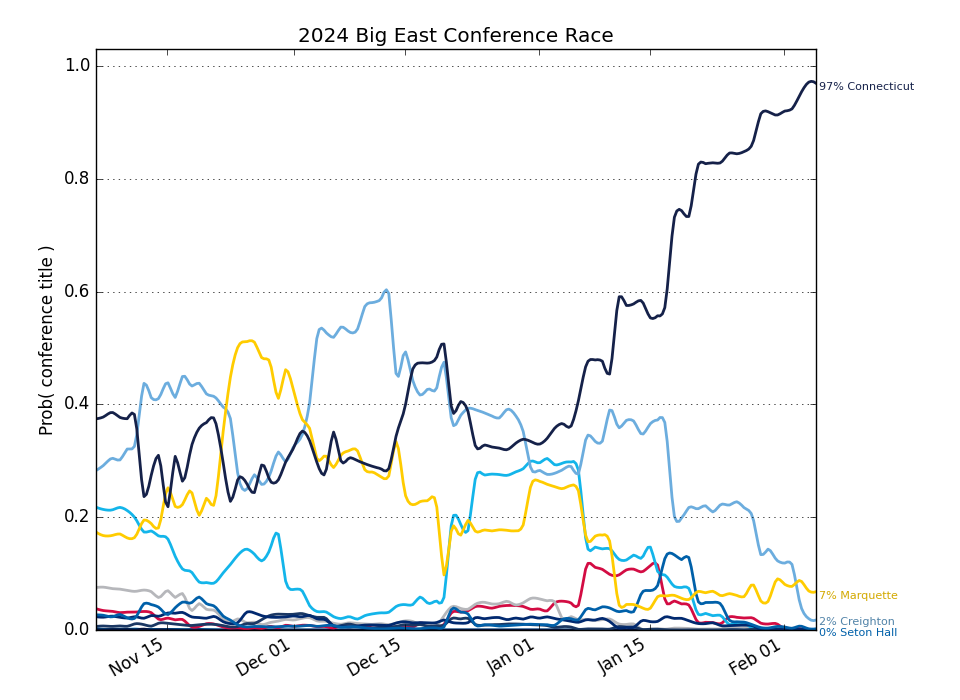 2024 Big East Conference Race
Prob( conference title )
1.0
0.8
0.6
0.4
0.2
0.0
Nov 15
Dec 01
Dec 15
Jan 01
Jan 15
Feb 01
97% Connecticut
7% Marquette
2% Creighton
0% Seton Hall